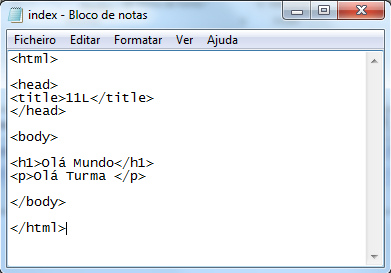 index - Bloco de notas
Ficheiro Editar Formatar Ver Ajuda
<html>
<head>
<title>11L</title>
</head>
<body>
<h1>Olá Mundo</h1>
<p>Olá Turma </p>
</body>
</html>